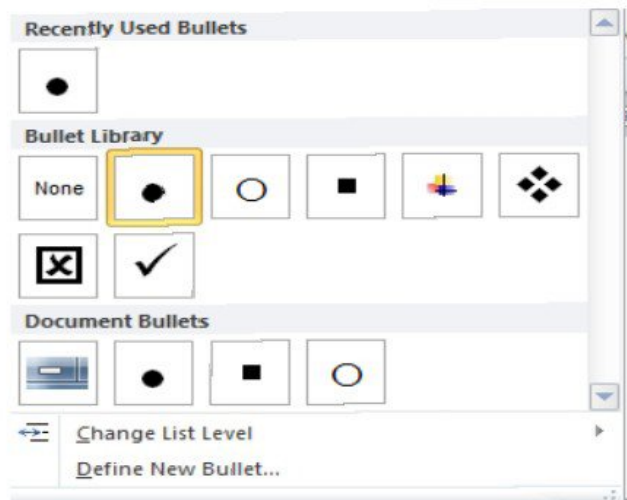 Recently Used Bullets
Bullet Library
None
Document Bullets
Change List Level
Define New Bullet...